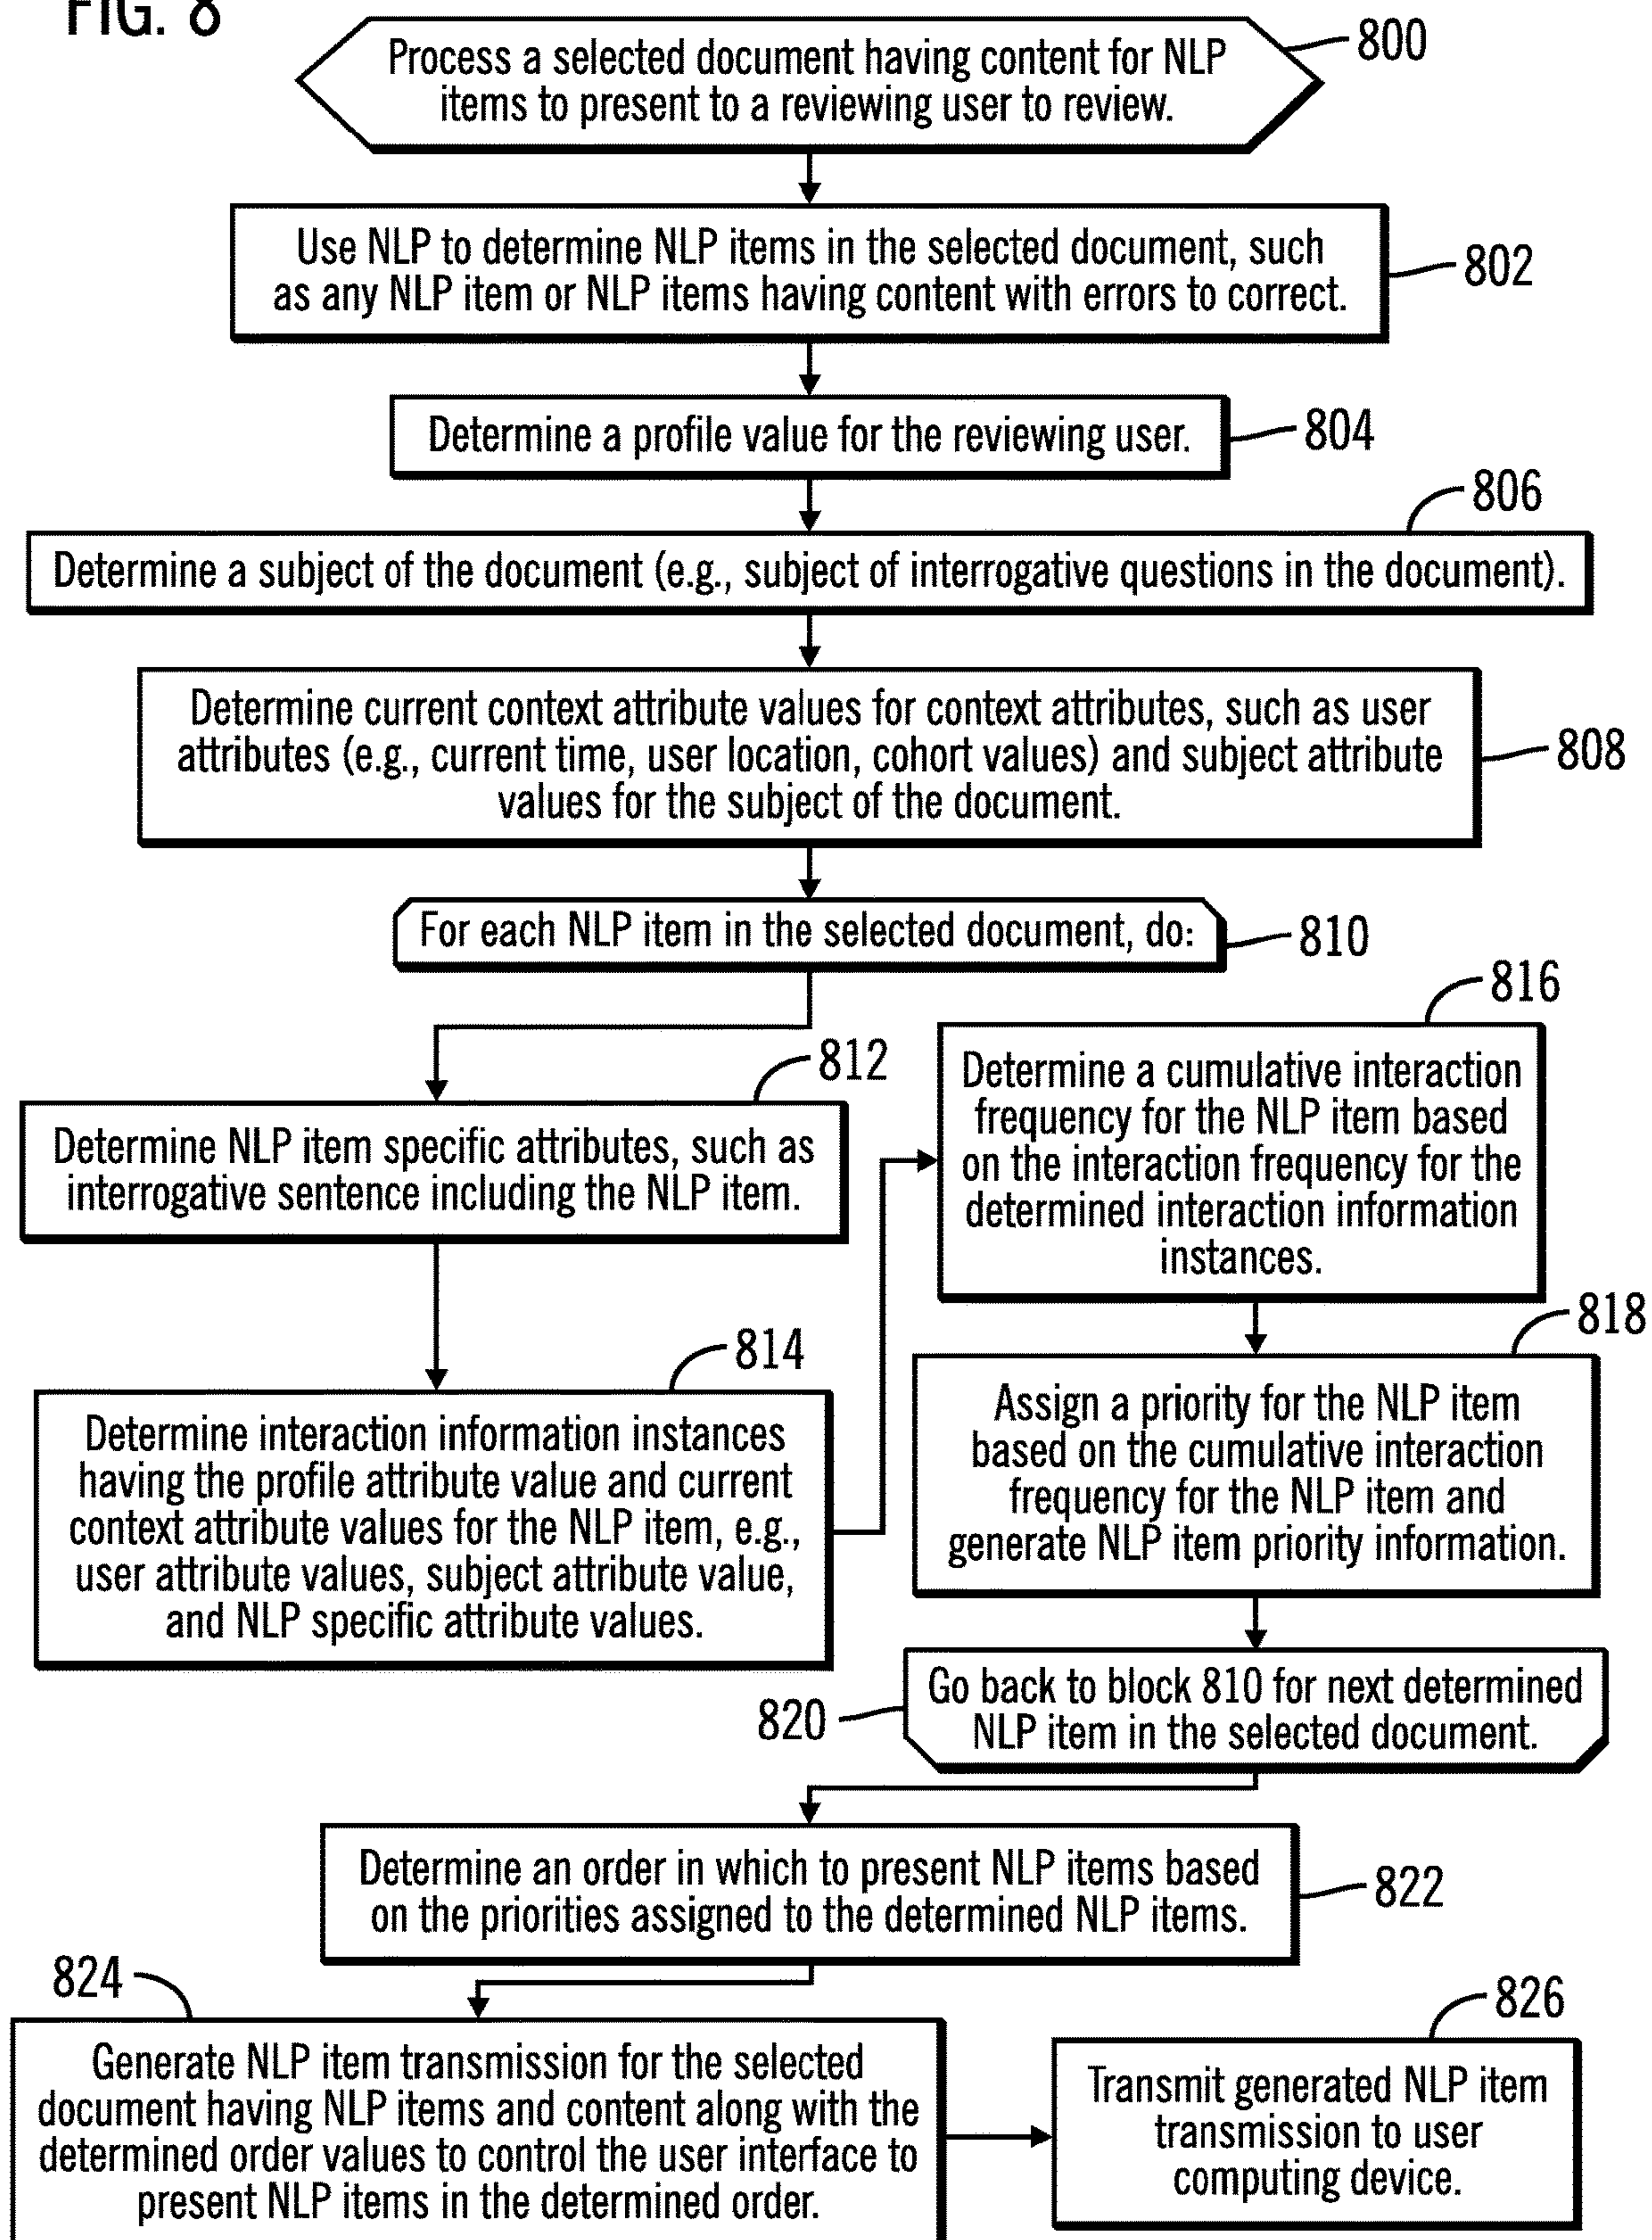 FIG. 8
Process a selected document having content for NLP
items to present to a reviewing user to review.
800
Use NLP to determine NLP items in the selected document, such
as any NLP item or NLP items having content with errors to correct.
802
Determine a profile value for the reviewing user.
804
806
Determine a subject of the document (e.g., subject of interrogative questions in the document).
Determine current context attribute values for context attributes, such as user
attributes (e.g., current time, user location, cohort values) and subject attribute
values for the subject of the document.
808
For each NLP item in the selected document, do:
810
812
Determine NLP item specific attributes, such as
interrogative sentence including the NLP item.
814
Determine interaction information instances
having the profile attribute value and current
context attribute values for the NLP item, e.g.,
user attribute values, subject attribute value,
and NLP specific attribute values.
816
Determine a cumulative interaction
frequency for the NLP item based
on the interaction frequency for the
determined interaction information
instances.
818
Assign a priority for the NLP item
based on the cumulative interaction
frequency for the NLP item and
generate NLP item priority information.
820
Go back to block 810 for next determined
NLP item in the selected document.
Determine an order in which to present NLP items based
on the priorities assigned to the determined NLP items.
822
824
Generate NLP item transmission for the selected
document having NLP items and content along with the
determined order values to control the user interface to
present NLP items in the determined order.
826
Transmit generated NLP item
transmission to user
computing device.